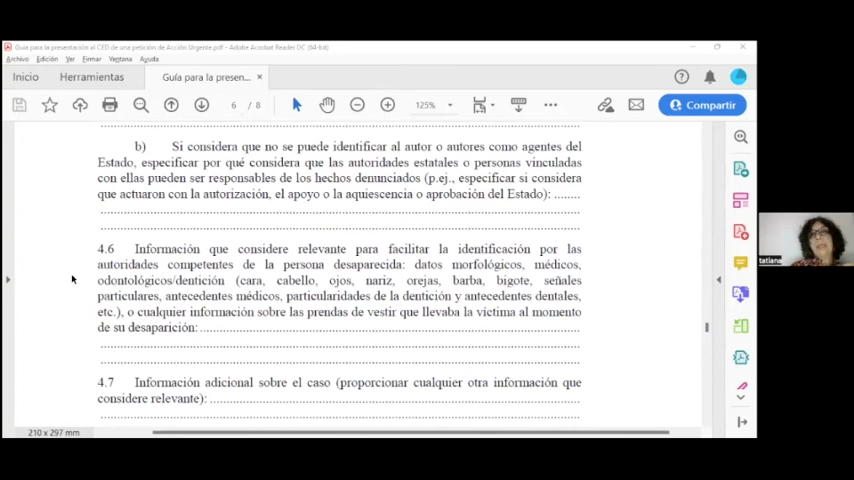 Guía para la presentación al CED de una petición de Acción Urgente.pdf - Adobe Acrobat Reader DC (64-bit)
Archivo Edición Ver Firmar Ventana Ayuda
Inicio Herramientas Guía para la presen... ×
6 / 8 125% Compartir
b) Si considera que no se puede identificar al autor o autores como agentes del
Estado, especificar por qué considera que las autoridades estatales o personas vinculadas
con ellas pueden ser responsables de los hechos denunciados (p.ej., especificar si considera
que actuaron con la autorización, el apoyo o la aquiescencia o aprobación del Estado): ........
4.6 Información que considere relevante para facilitar la identificación por las
autoridades competentes de la persona desaparecida: datos morfológicos, médicos,
odontológicos/dentición (cara, cabello, ojos, nariz, orejas, barba, bigote, señales
particulares, antecedentes médicos, particularidades de la dentición y antecedentes dentales,
etc.), o cualquier información sobre las prendas de vestir que llevaba la víctima al momento
de su desaparición: ........
4.7 Información adicional sobre el caso (proporcionar cualquier otra información que
considere relevante): ........
210 x 297 mm
tatiana